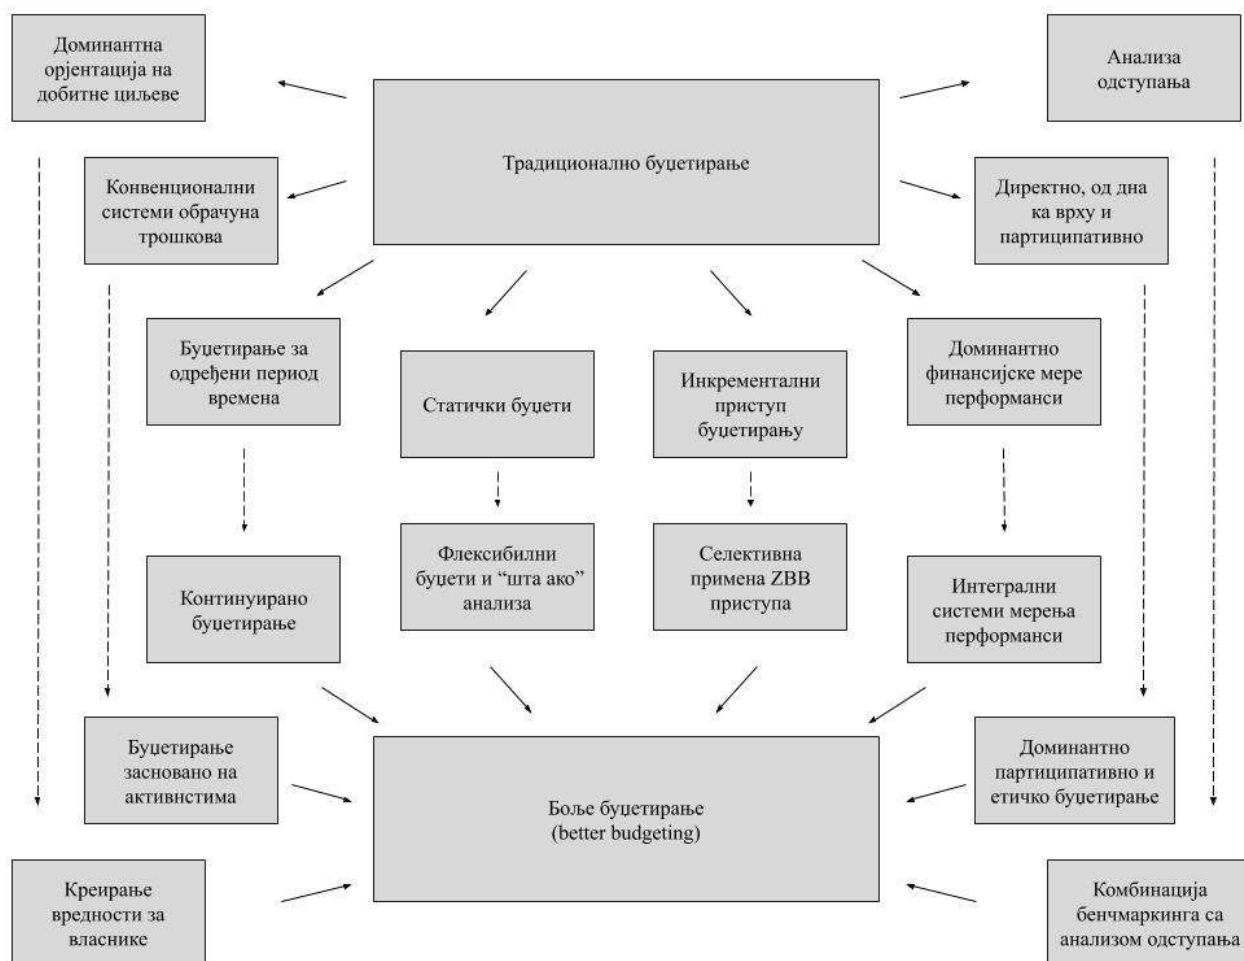 Доминантна
орјентација на
добитне циљеве
Анализа
одступања
Традиционално буџетирање
Конвенционални
системи обрачуна
трошкова
Директно, од дна
ка врху и
партиципативно
Буџетирање за
одређени период
времена
Статички буџети
Инкрементални
приступ
буџетирању
Доминантно
финансијске мере
перформанси
Континуирано
буџетирање
Флексибилни
буџети и “шта ако”
анализа
Селективна
примена ZBB
приступа
Интегрални
системи мерења
перформанси
Буџетирање
засновано на
активнстима
Боље буџетирање
(better budgeting)
Доминантно
партиципативно и
етичко буџетирање
Креирање
вредности за
власнике
Комбинација
бенчмаркинга са
анализом одступања